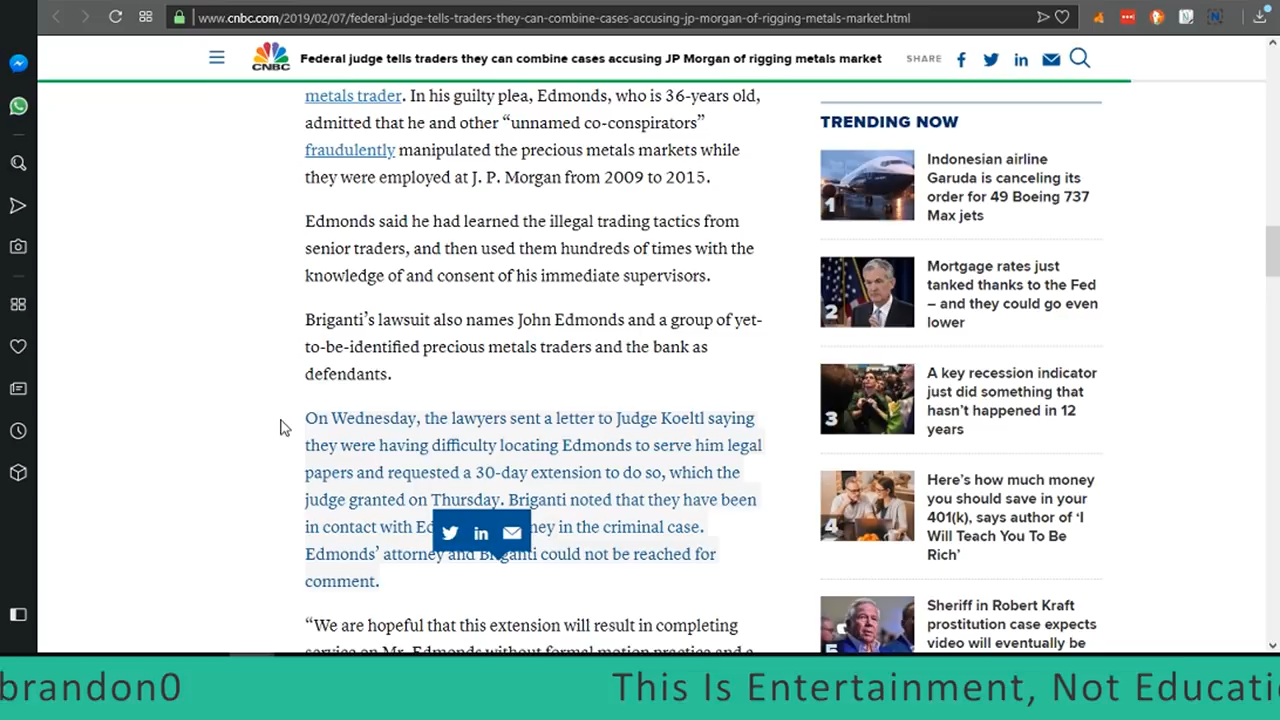 www.cnbc.com/2019/02/07/federal-judge-tells-traders-they-can-combine-cases-accusing-jp-morgan-of-rigging-metals-market.html
CNBC
Federal judge tells traders they can combine cases accusing JP Morgan of rigging metals market
SHARE
metals trader. In his guilty plea, Edmonds, who is 36-years old,
admitted that he and other “unnamed co-conspirators”
fraudulently manipulated the precious metals markets while
they were employed at J. P. Morgan from 2009 to 2015.
Edmonds said he had learned the illegal trading tactics from
senior traders, and then used them hundreds of times with the
knowledge of and consent of his immediate supervisors.
Briganti’s lawsuit also names John Edmonds and a group of yet-
to-be-identified precious metals traders and the bank as
defendants.
On Wednesday, the lawyers sent a letter to Judge Koeltl saying
they were having difficulty locating Edmonds to serve him legal
papers and requested a 30-day extension to do so, which the
judge granted on Thursday. Briganti noted that they have been
in contact with Ed ney in the criminal case.
Edmonds’ attorney and Briganti could not be reached for
comment.
“We are hopeful that this extension will result in completing
service on Mr. Edmonds without formal motion practice and a
TRENDING NOW
1
Indonesian airline
Garuda is canceling its
order for 49 Boeing 737
Max jets
2
Mortgage rates just
tanked thanks to the Fed
– and they could go even
lower
3
A key recession indicator
just did something that
hasn’t happened in 12
years
4
Here’s how much money
you should save in your
401(k), says author of ‘I
Will Teach You To Be
Rich’
5
Sheriff in Robert Kraft
prostitution case expects
video will eventually be
brandon0
This Is Entertainment, Not Educati